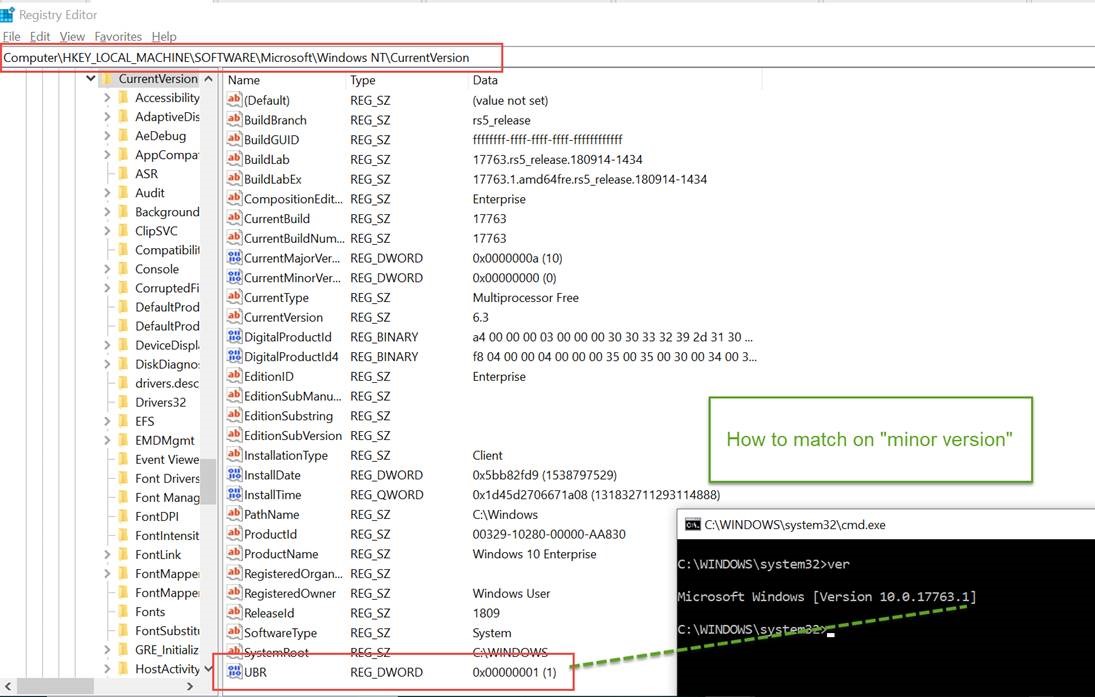 Registry Editor
File Edit View Favorites Help
Computer\HKEY_LOCAL_MACHINE\SOFTWARE\Microsoft\Windows NT\CurrentVersion
CurrentVersion
Accessibility
AdaptiveDis
AeDebug
AppCompat
ASR
Audit
Background
ClipSVC
Compatibilit
Console
CorruptedFi
DefaultProd
DefaultProd
DeviceDispl
DiskDiagno
drivers.desc
Drivers32
EFS
EMDMgmt
Event Viewe
Font Drivers
Font Manag
FontDPI
FontIntensit
FontLink
FontMapper
FontMapper
Fonts
FontSubstitu
GRE_Initializ
HostActivity
Name Type Data
(Default) REG_SZ (value not set)
BuildBranch REG_SZ rs5_release
BuildGUID REG_SZ ffffffff-ffff-ffff-ffff-ffffffffffff
BuildLab REG_SZ 17763.rs5_release.180914-1434
BuildLabEx REG_SZ 17763.1.amd64fre.rs5_release.180914-1434
CompositionEdit... REG_SZ Enterprise
CurrentBuild REG_SZ 17763
CurrentBuildNum... REG_SZ 17763
CurrentMajorVer... REG_DWORD 0x0000000a (10)
CurrentMinorVer... REG_DWORD 0x00000000 (0)
CurrentType REG_SZ Multiprocessor Free
CurrentVersion REG_SZ 6.3
DigitalProductId REG_BINARY a4 00 00 00 03 00 00 00 30 30 33 32 39 2d 31 30 ...
DigitalProductId4 REG_BINARY f8 04 00 00 04 00 00 00 35 00 35 00 30 00 34 00 3...
EditionID REG_SZ Enterprise
EditionSubManu... REG_SZ
EditionSubstring REG_SZ
EditionSubVersion REG_SZ
InstallationType REG_SZ Client
InstallDate REG_DWORD 0x5bb82fd9 (1538797529)
InstallTime REG_QWORD 0x1d45d2706671a08 (131832711293114888)
PathName REG_SZ C:\Windows
ProductId REG_SZ 00329-10280-00000-AA830
ProductName REG_SZ Windows 10 Enterprise
RegisteredOrgan... REG_SZ
RegisteredOwner REG_SZ Windows User
ReleaseId REG_SZ 1809
SoftwareType REG_SZ System
SystemRoot REG_SZ C:\WINDOWS
UBR REG_DWORD 0x00000001 (1)
How to match on "minor version"
C:\WINDOWS\system32\cmd.exe
C:\WINDOWS\system32>ver
Microsoft Windows [Version 10.0.17763.1]
C:\WINDOWS\system32>